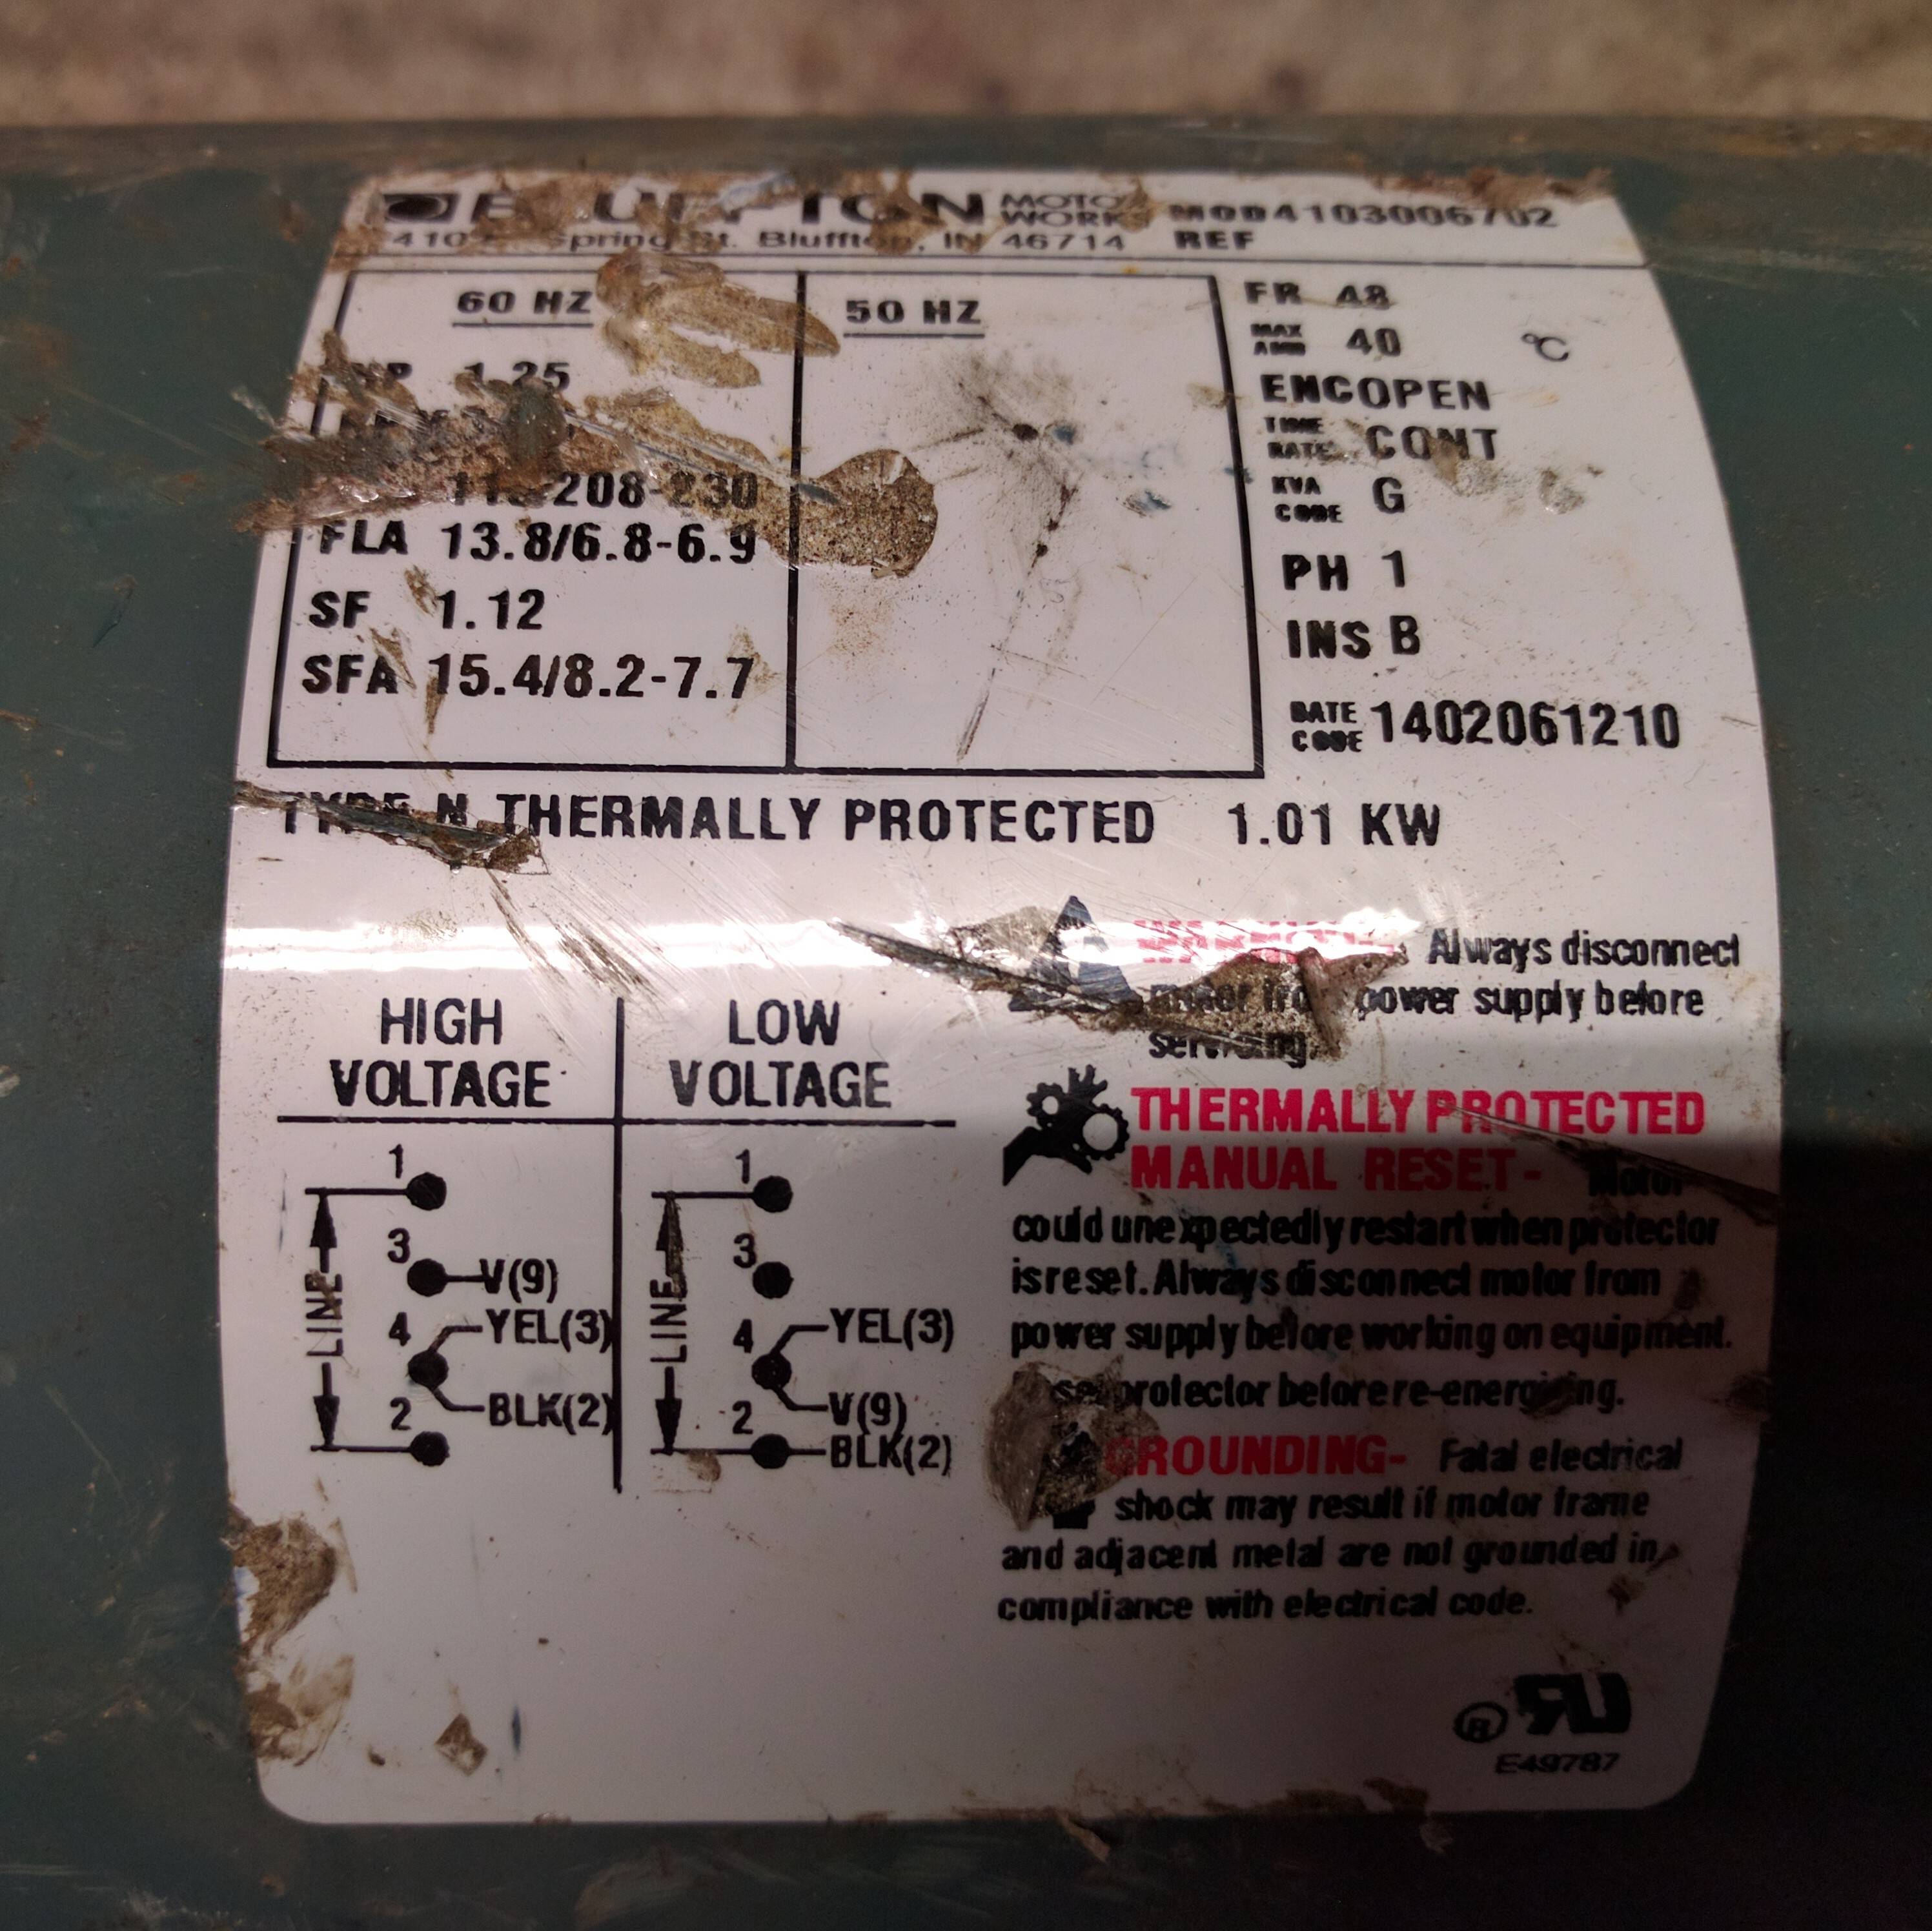 MOD4103006702
Spring St. Bluffton, IN 46714 REF
60 HZ
50 HZ
1.25
208-230
FLA 13.8/6.8-6.9
SF 1.12
SFA 15.4/8.2-7.7
FR 48
MAX AMB 40 °C
ENCOPEN
TIME RATE CONT
KVA CODE G
PH 1
INS B
DATE CODE 1402061210
TYPE N THERMALLY PROTECTED 1.01 KW
HIGH VOLTAGE
1
3 V(9)
4 YEL(3)
BLK(2)
2
LINE
LOW VOLTAGE
1
3
4 YEL(3)
V(9)
2 BLK(2)
LINE
Always disconnect
motor from power supply before
servicing.
THERMALLY PROTECTED
MANUAL RESET- Motor
could unexpectedly restart when protector
is reset. Always disconnect motor from
power supply before working on equipment.
protector before re-energizing.
GROUNDING- Fatal electrical
shock may result if motor frame
and adjacent metal are not grounded in
compliance with electrical code.
®
E49787